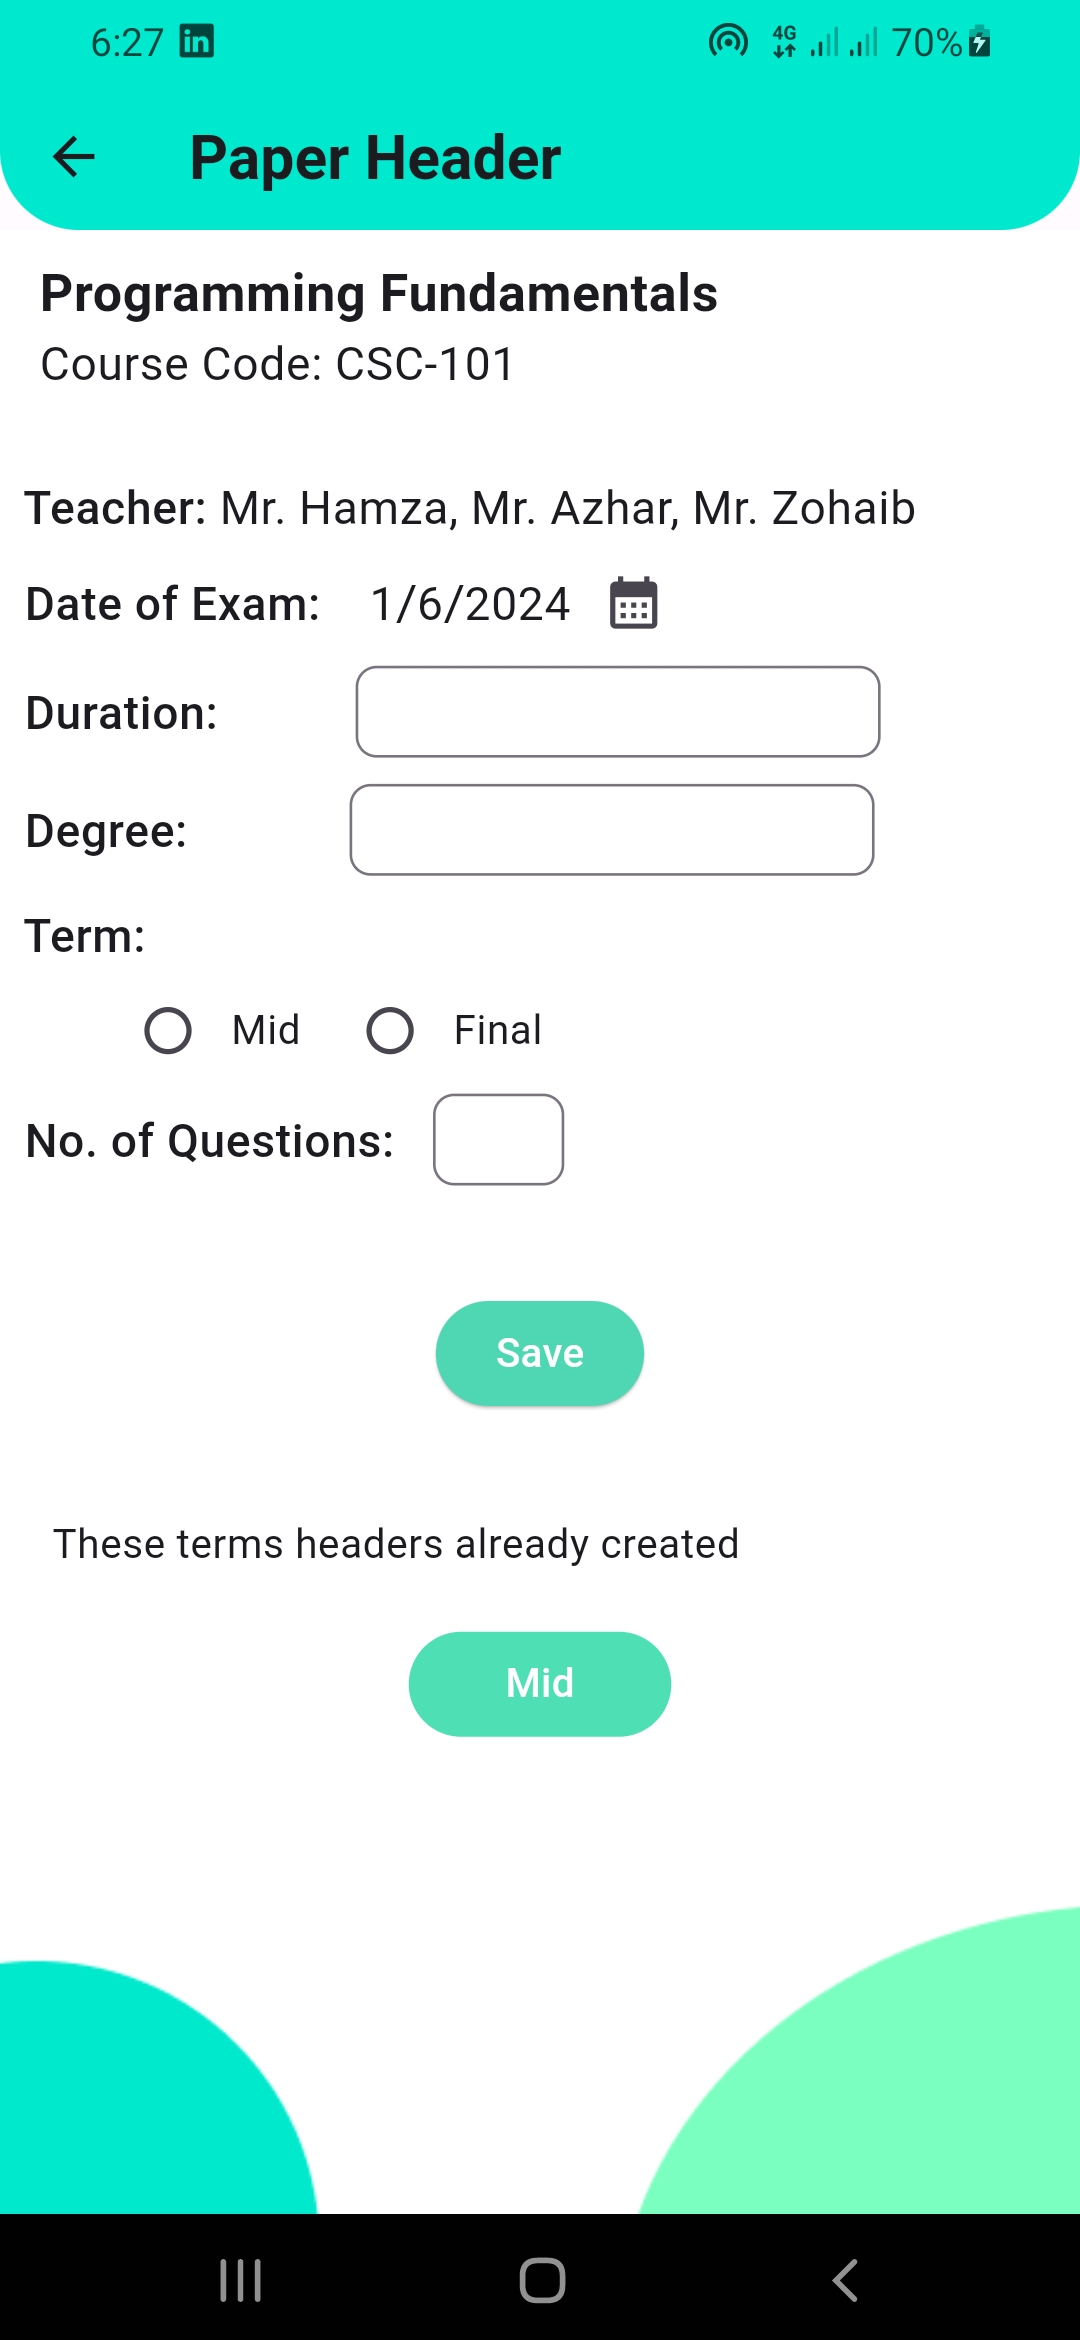 6:27 in 4G 70%
Paper Header
Programming Fundamentals
Course Code: CSC-101
Teacher: Mr. Hamza, Mr. Azhar, Mr. Zohaib
Date of Exam: 1/6/2024
Duration:
Degree:
Term:
Mid Final
No. of Questions:
Save
These terms headers already created
Mid